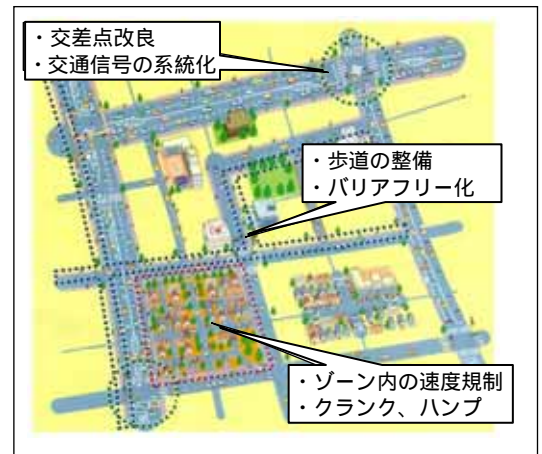 ・交差点改良
・交通信号の系統化
・歩道の整備
・バリアフリー化
・ゾーン内の速度規制
・クランク、ハンプ